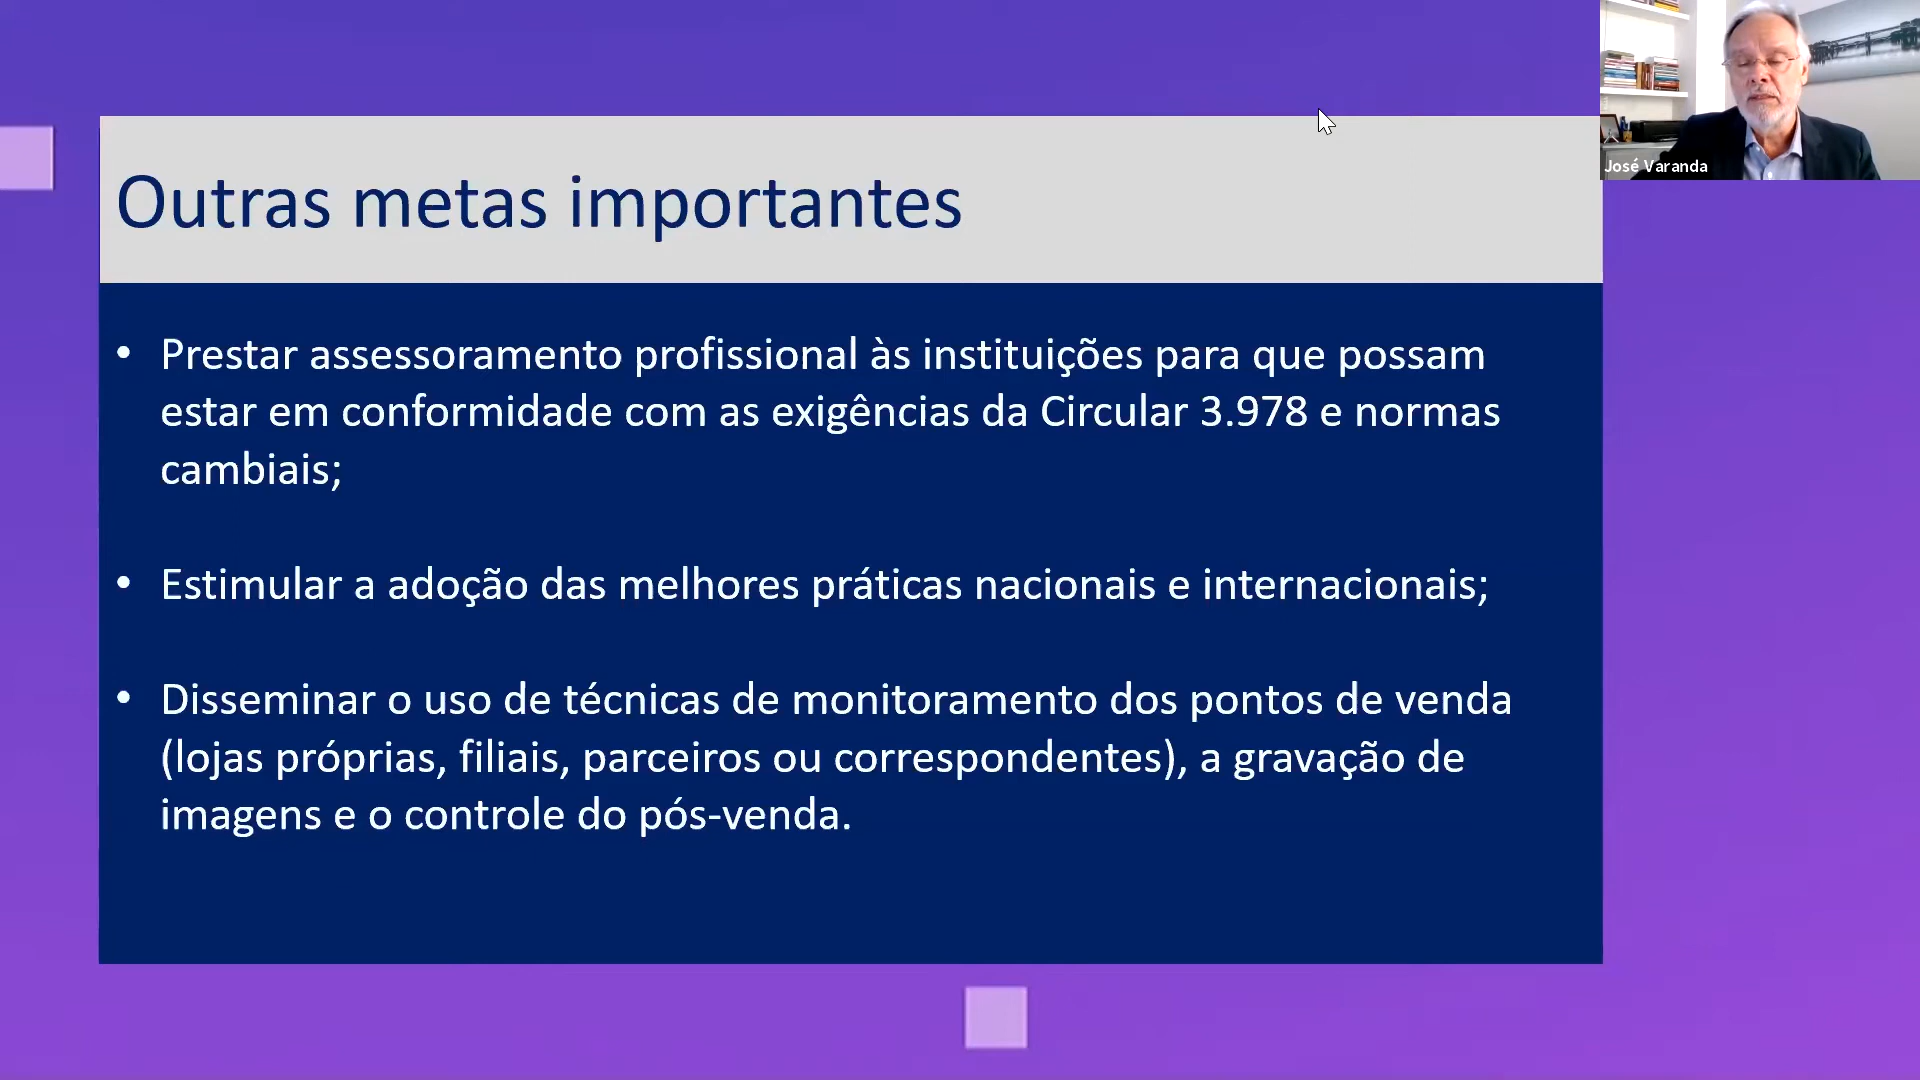 José Varanda
Outras metas importantes
• Prestar assessoramento profissional às instituições para que possam
estar em conformidade com as exigências da Circular 3.978 e normas
cambiais;
• Estimular a adoção das melhores práticas nacionais e internacionais;
• Disseminar o uso de técnicas de monitoramento dos pontos de venda
(lojas próprias, filiais, parceiros ou correspondentes), a gravação de
imagens e o controle do pós-venda.